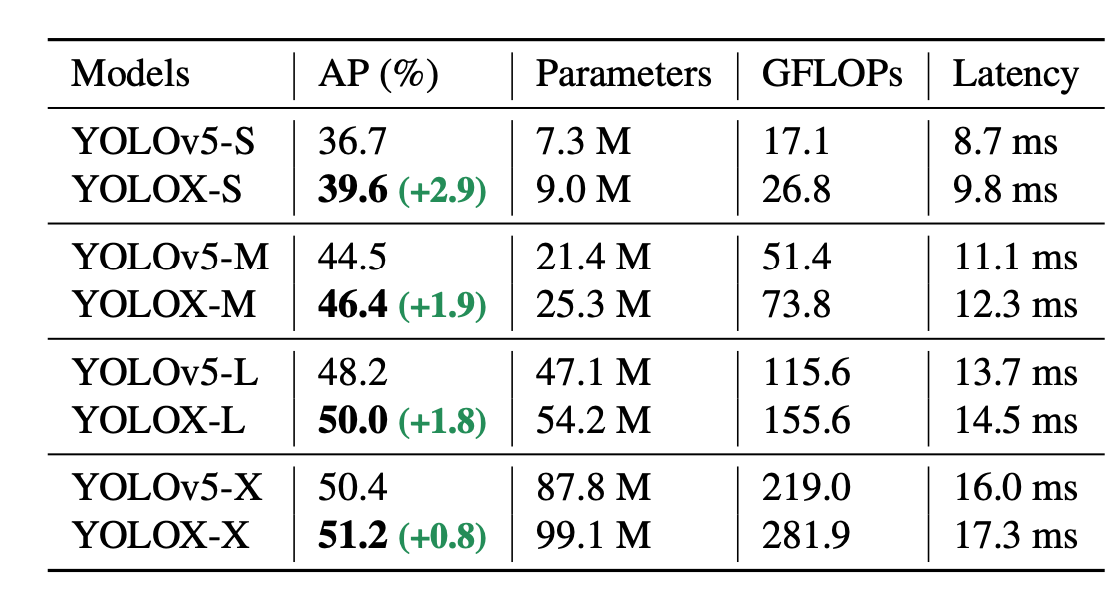 Models AP (%) Parameters GFLOPs Latency
YOLOv5-S 36.7 7.3 M 17.1 8.7 ms
YOLOX-S 39.6 (+2.9) 9.0 M 26.8 9.8 ms
YOLOv5-M 44.5 21.4 M 51.4 11.1 ms
YOLOX-M 46.4 (+1.9) 25.3 M 73.8 12.3 ms
YOLOv5-L 48.2 47.1 M 115.6 13.7 ms
YOLOX-L 50.0 (+1.8) 54.2 M 155.6 14.5 ms
YOLOv5-X 50.4 87.8 M 219.0 16.0 ms
YOLOX-X 51.2 (+0.8) 99.1 M 281.9 17.3 ms